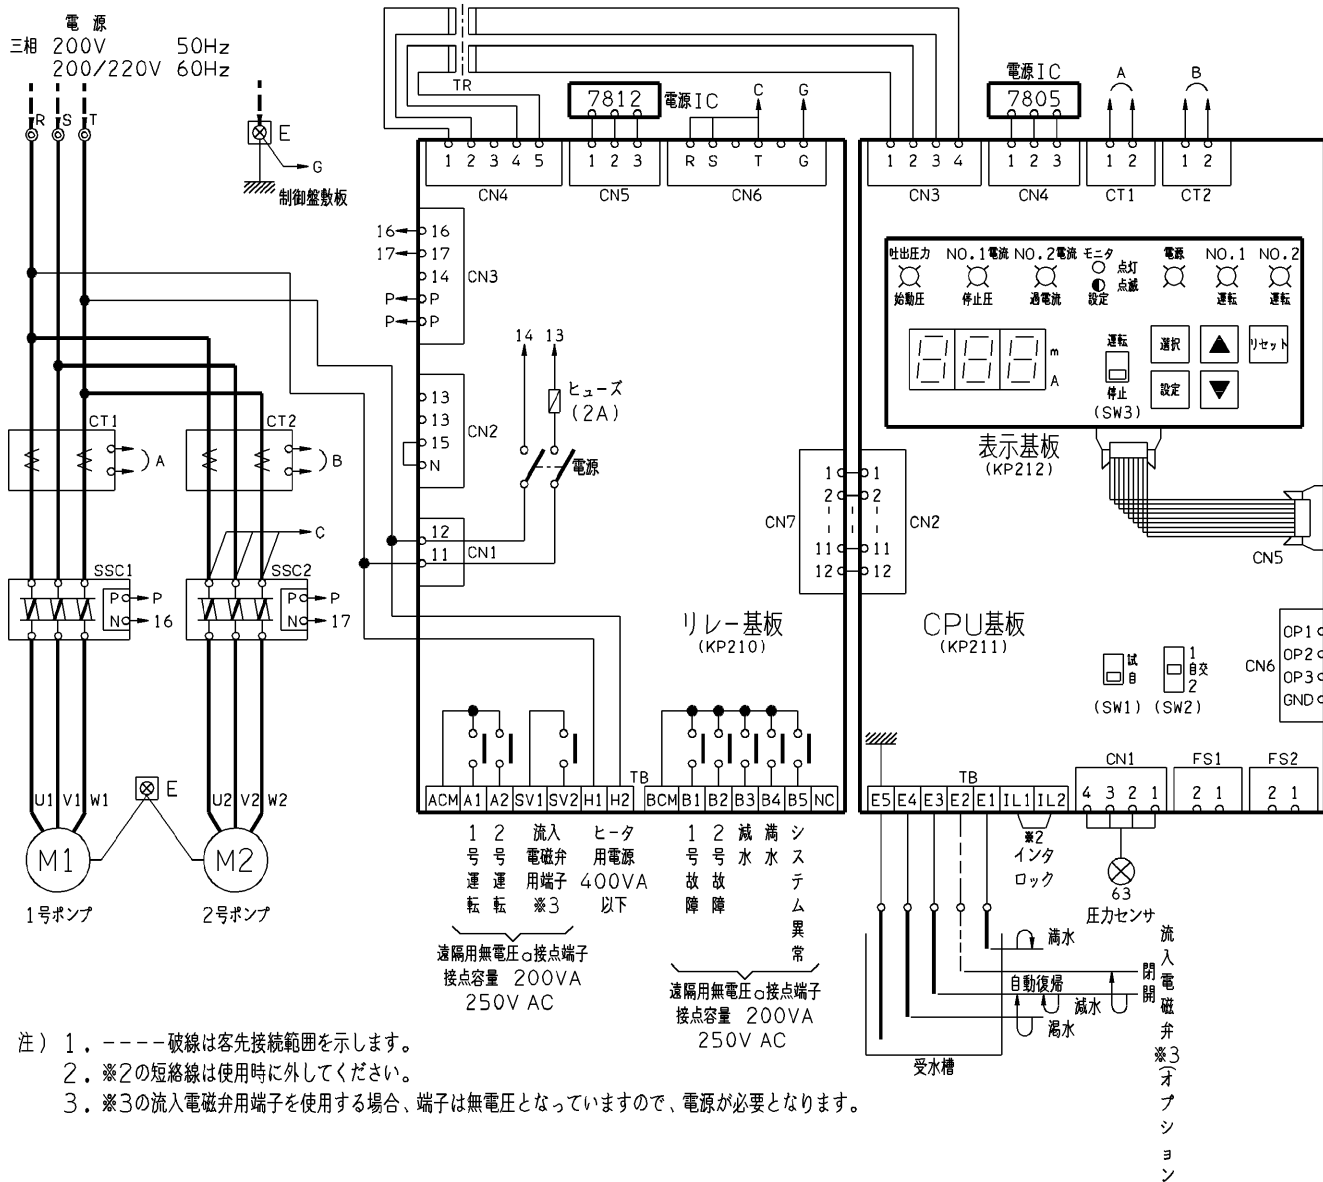 電 源
三相 200V 50Hz
200/220V 60Hz
R S T
E
G
制御盤敷板
TR
7812 電源IC
C G
電源IC
7805
A B
1 2 3 4 5
CN4
1 2 3
CN5
R S T G
CN6
1 2 3 4
CN3
1 2 3
CN4
1 2
CT1
1 2
CT2
16 16
17 17
14
P P
P P
CN3
13
13
15
N
CN2
12
11
CN1
14 13
ヒューズ
(2A)
電源
吐出圧力 NO.1電流 NO.2電流 モニタ 電源 NO.1 NO.2
点灯
点滅
始動圧 停止圧 過電流 設定 運転 運転
888 m
A
運転
停止
(SW3)
選択 ▲ リセット
設定 ▼
表示基板
(KP212)
CN5
CT1
A
CT2
B
C
SSC1
P P
N 16
SSC2
P P
N 17
CN7
1 1
2 2
11 11
12 12
CN2
リレー基板
(KP210)
CPU基板
(KP211)
試
自
(SW1)
1
自交
2
(SW2)
CN6
OP1
OP2
OP3
GND
U1 V1 W1
E
U2 V2 W2
M1
M2
1号ポンプ
2号ポンプ
TB
ACM A1 A2 SV1 SV2 H1 H2
BCM B1 B2 B3 B4 B5 NC
TB
E5 E4 E3 E2 E1 IL1 IL2
CN1
4 3 2 1
FS1
2 1
FS2
2 1
1号運転
2号運転
流入
電磁弁
用端子
※3
ヒータ
用電源
400VA
以下
1号故障
2号故障
減水
満水
システム異常
※2
インタ
ロック
63
圧力センサ
遠隔用無電圧a接点端子
接点容量 200VA
250V AC
遠隔用無電圧a接点端子
接点容量 200VA
250V AC
満水
閉
開
自動復帰
減水
渇水
受水槽
流入電磁弁※3(オプション
注) 1. ----破線は客先接続範囲を示します。
2. ※2の短絡線は使用時に外してください。
3. ※3の流入電磁弁用端子を使用する場合、端子は無電圧となっていますので、電源が必要となります。